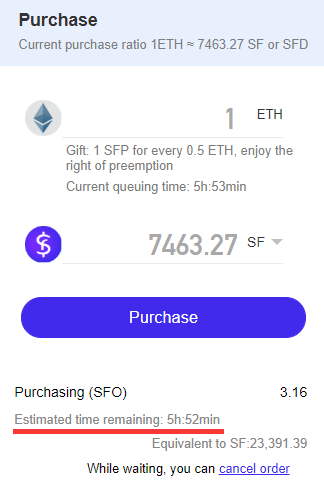 Purchase
Current purchase ratio 1ETH ≈ 7463.27 SF or SFD
1 ETH
Gift: 1 SFP for every 0.5 ETH, enjoy the
right of preemption
Current queuing time: 5h:53min
7463.27 SF
Purchase
Purchasing (SFO) 3.16
Estimated time remaining: 5h:52min
Equivalent to SF:23,391.39
While waiting, you can cancel order